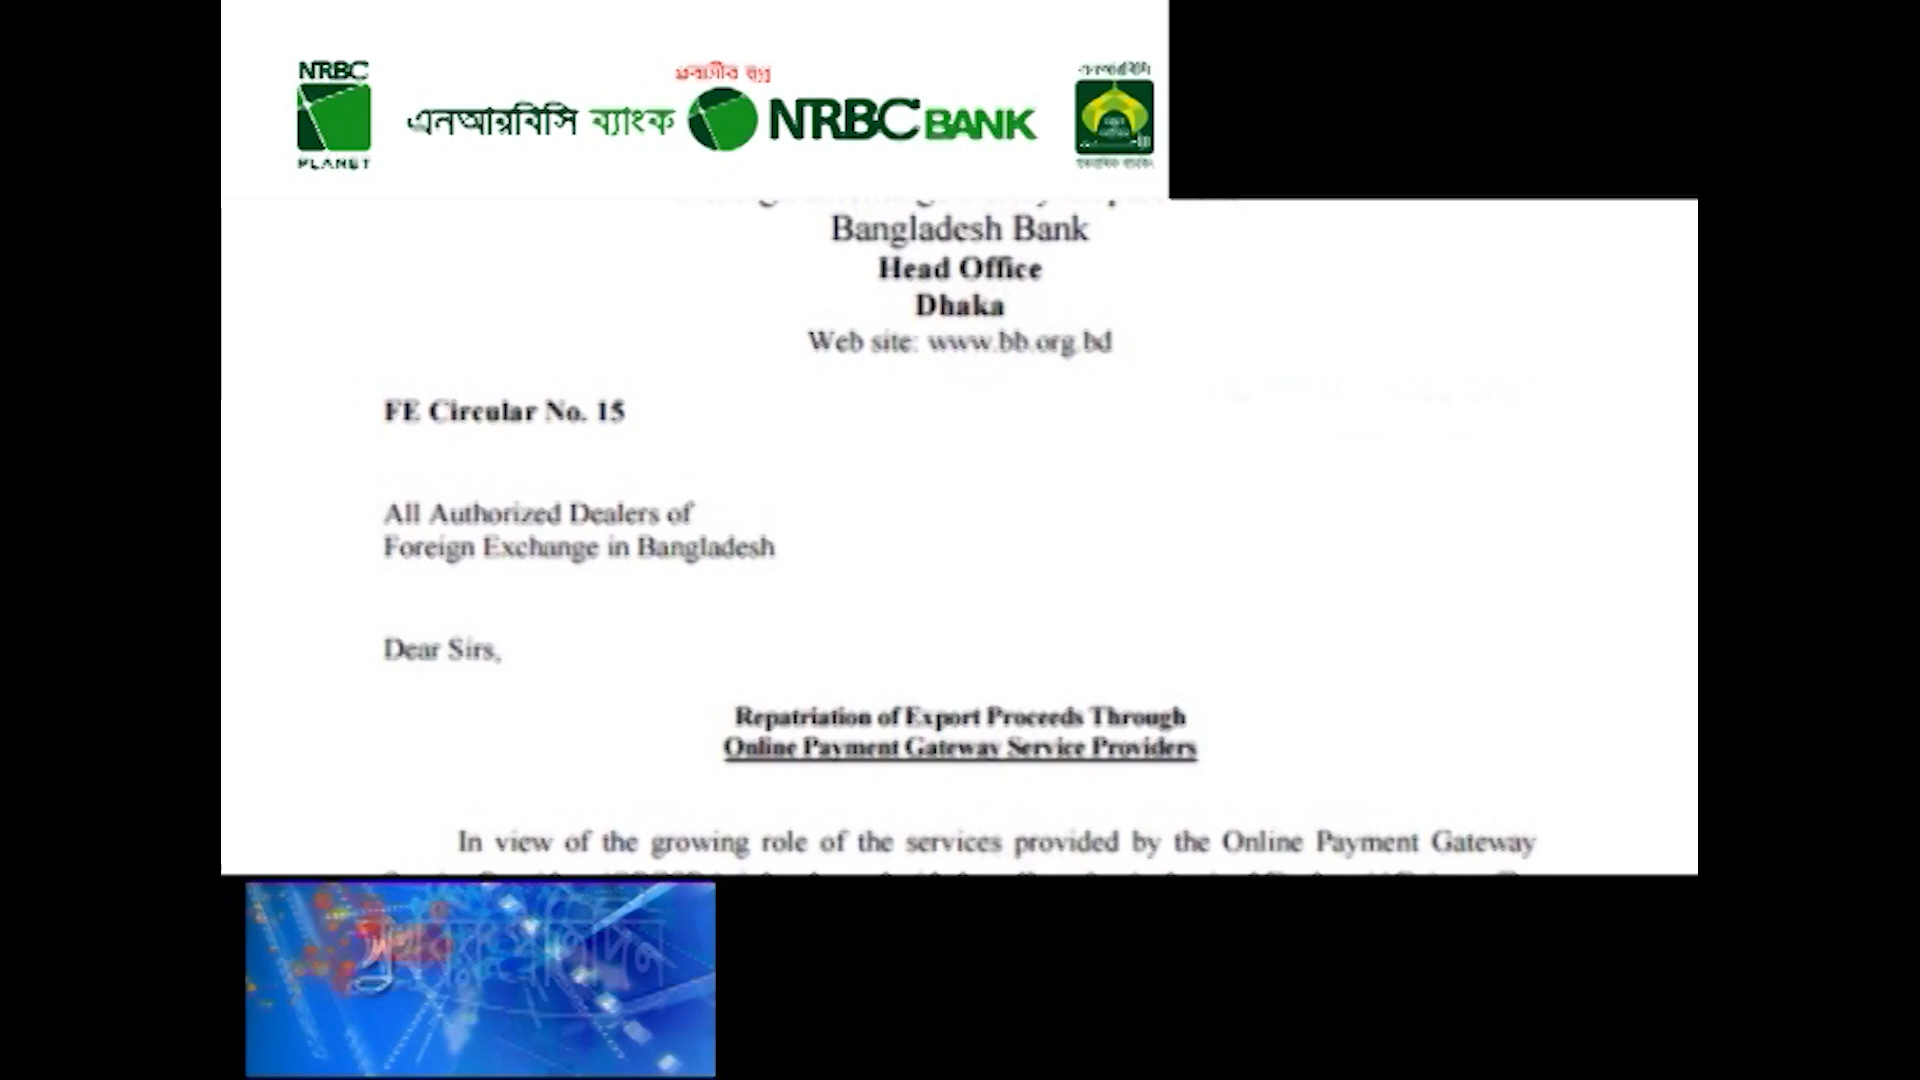 NRBC
PLANET
এনআরবিসি ব্যাংক
NRBC BANK
Bangladesh Bank
Head Office
Dhaka
Web site: www.bb.org.bd
FE Circular No. 15
All Authorized Dealers of
Foreign Exchange in Bangladesh
Dear Sirs,
Repatriation of Export Proceeds Through
Online Payment Gateway Service Providers
In view of the growing role of the services provided by the Online Payment Gateway